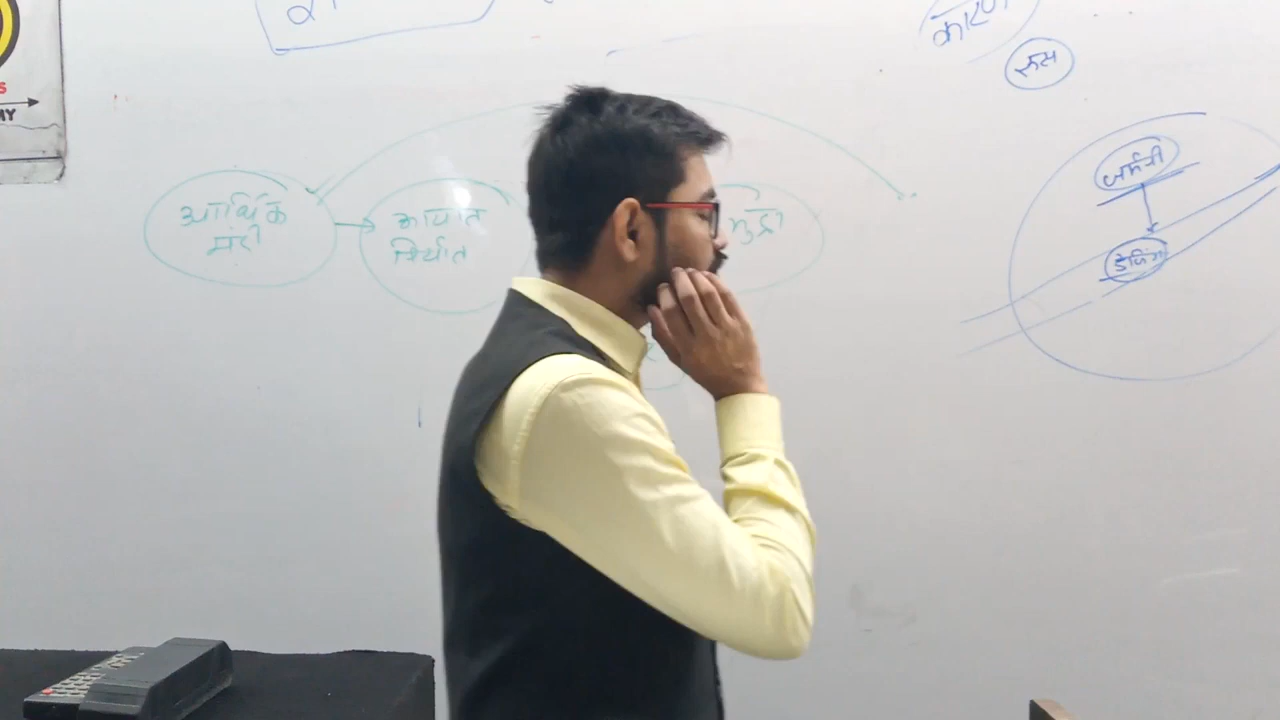 कारण
रूस
जर्मनी
आर्थिक
मंदी
आयात
निर्यात
मुद्रा
डेंजिग